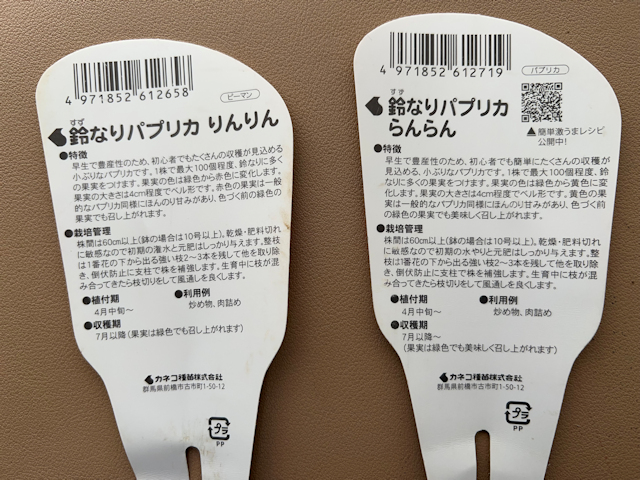 4 971852 612658
ピーマン
すず
鈴なりパプリカ りんりん
●特徴
早生で豊産性のため、初心者でもたくさんの収穫が見込める
小ぶりなパプリカです。1株で最大100個程度、鈴なりに多く
の果実をつけます。果実の色は緑色から赤色に変化します。
果実の大きさは4cm程度でベル形です。赤色の果実は一般
的なパプリカ同様にほんのり甘みがあり、色づく前の緑色の
果実でも召し上がれます。
●栽培管理
株間は60cm以上(鉢の場合は10号以上)。乾燥・肥料切れ
に敏感なので初期の潅水と元肥はしっかり与えます。整枝
は1番花の下から出る強い枝2〜3本を残して他を取り除
き、倒伏防止に支柱で株を補強します。生育中に枝が混
み合ってきたら枝切りをして風通しを良くします。
●植付期
4月中旬〜
●利用例
炒め物、肉詰め
●収穫期
7月以降(果実は緑色でも召し上がれます)
カネコ種苗株式会社
群馬県前橋市古市町1-50-12
プラ
PP
4 971852 612719
パプリカ
すず
鈴なりパプリカ
らんらん
▲簡単激うまレシピ
公開中!
●特徴
早生で豊産性のため、初心者でも簡単にたくさんの収穫が
見込める、小ぶりなパプリカです。1株で最大100個程度、鈴
なりに多くの果実をつけます。果実の色は緑色から黄色に変
化します。果実の大きさは4cm程度でベル形です。黄色の果
実は一般的なパプリカ同様にほんのり甘みがあり、色づく前
の緑色の果実でも美味しく召し上がれます。
●栽培管理
株間は60cm以上(鉢の場合は10号以上)。乾燥・肥料切れ
に敏感なので初期の水やりと元肥はしっかり与えます。整
枝は1番花の下から出る強い枝2〜3本を残して他を取り除
き、倒伏防止に支柱で株を補強します。生育中に枝が混
み合ってきたら枝切りをして風通しを良くします。
●植付期
4月中旬〜
●利用例
炒め物、肉詰め
●収穫期
7月以降〜
(果実は緑色でも美味しく召し上がれます)
カネコ種苗株式会社
群馬県前橋市古市町1-50-12
プラ
PP